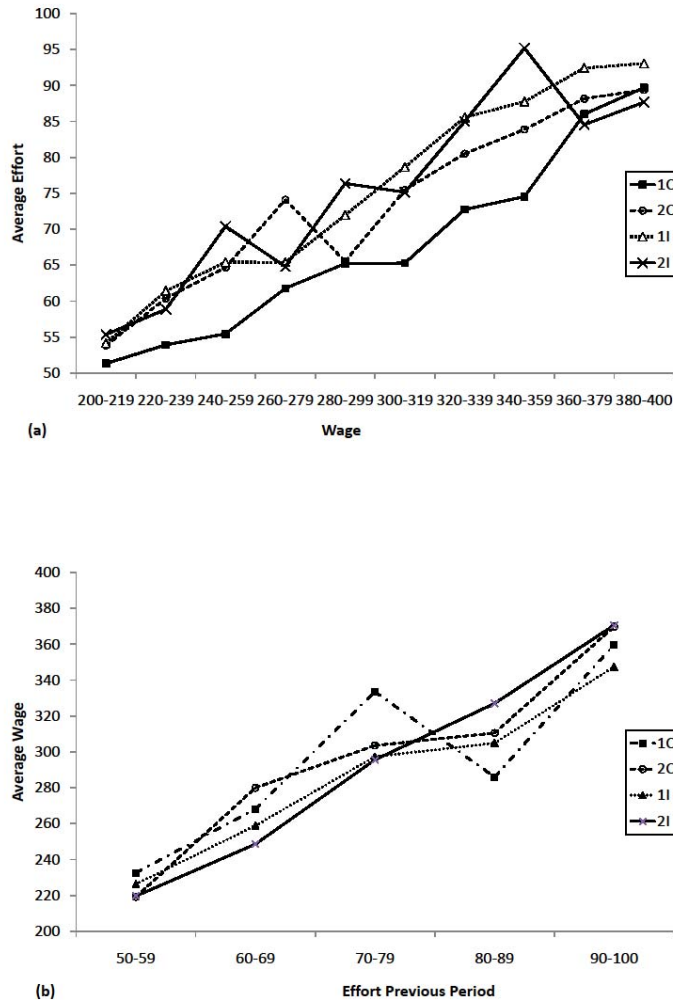 Average Effort
100
95
90
85
80
75
70
65
60
55
50
200-219 220-239 240-259 260-279 280-299 300-319 320-339 340-359 360-379 380-400
(a) Wage
1C
2C
1I
2I
Average Wage
400
380
360
340
320
300
280
260
240
220
200
50-59 60-69 70-79 80-89 90-100
(b) Effort Previous Period
1C
2C
1I
2I